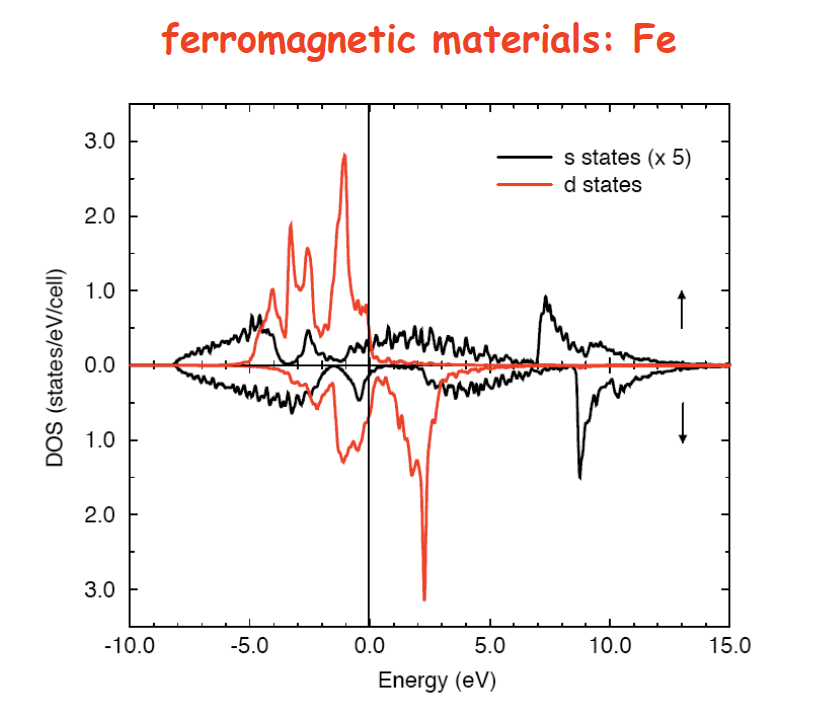 ferromagnetic materials: Fe
s states (x 5)
d states
3.0
2.0
1.0
0.0
1.0
2.0
3.0
DOS (states/eV/cell)
-10.0 -5.0 0.0 5.0 10.0 15.0
Energy (eV)